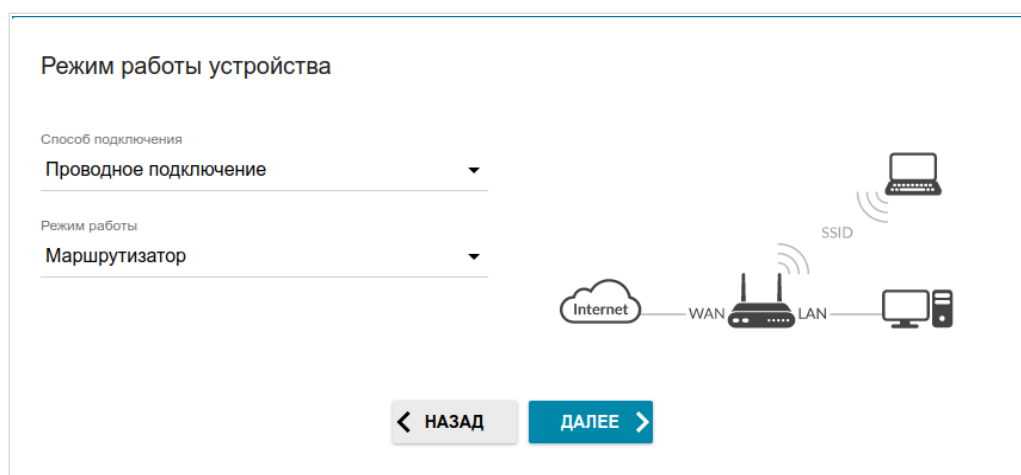 Режим работы устройства
Способ подключения
Проводное подключение
Режим работы
Маршрутизатор
SSID
Internet
WAN
LAN
НАЗАД
ДАЛЕЕ